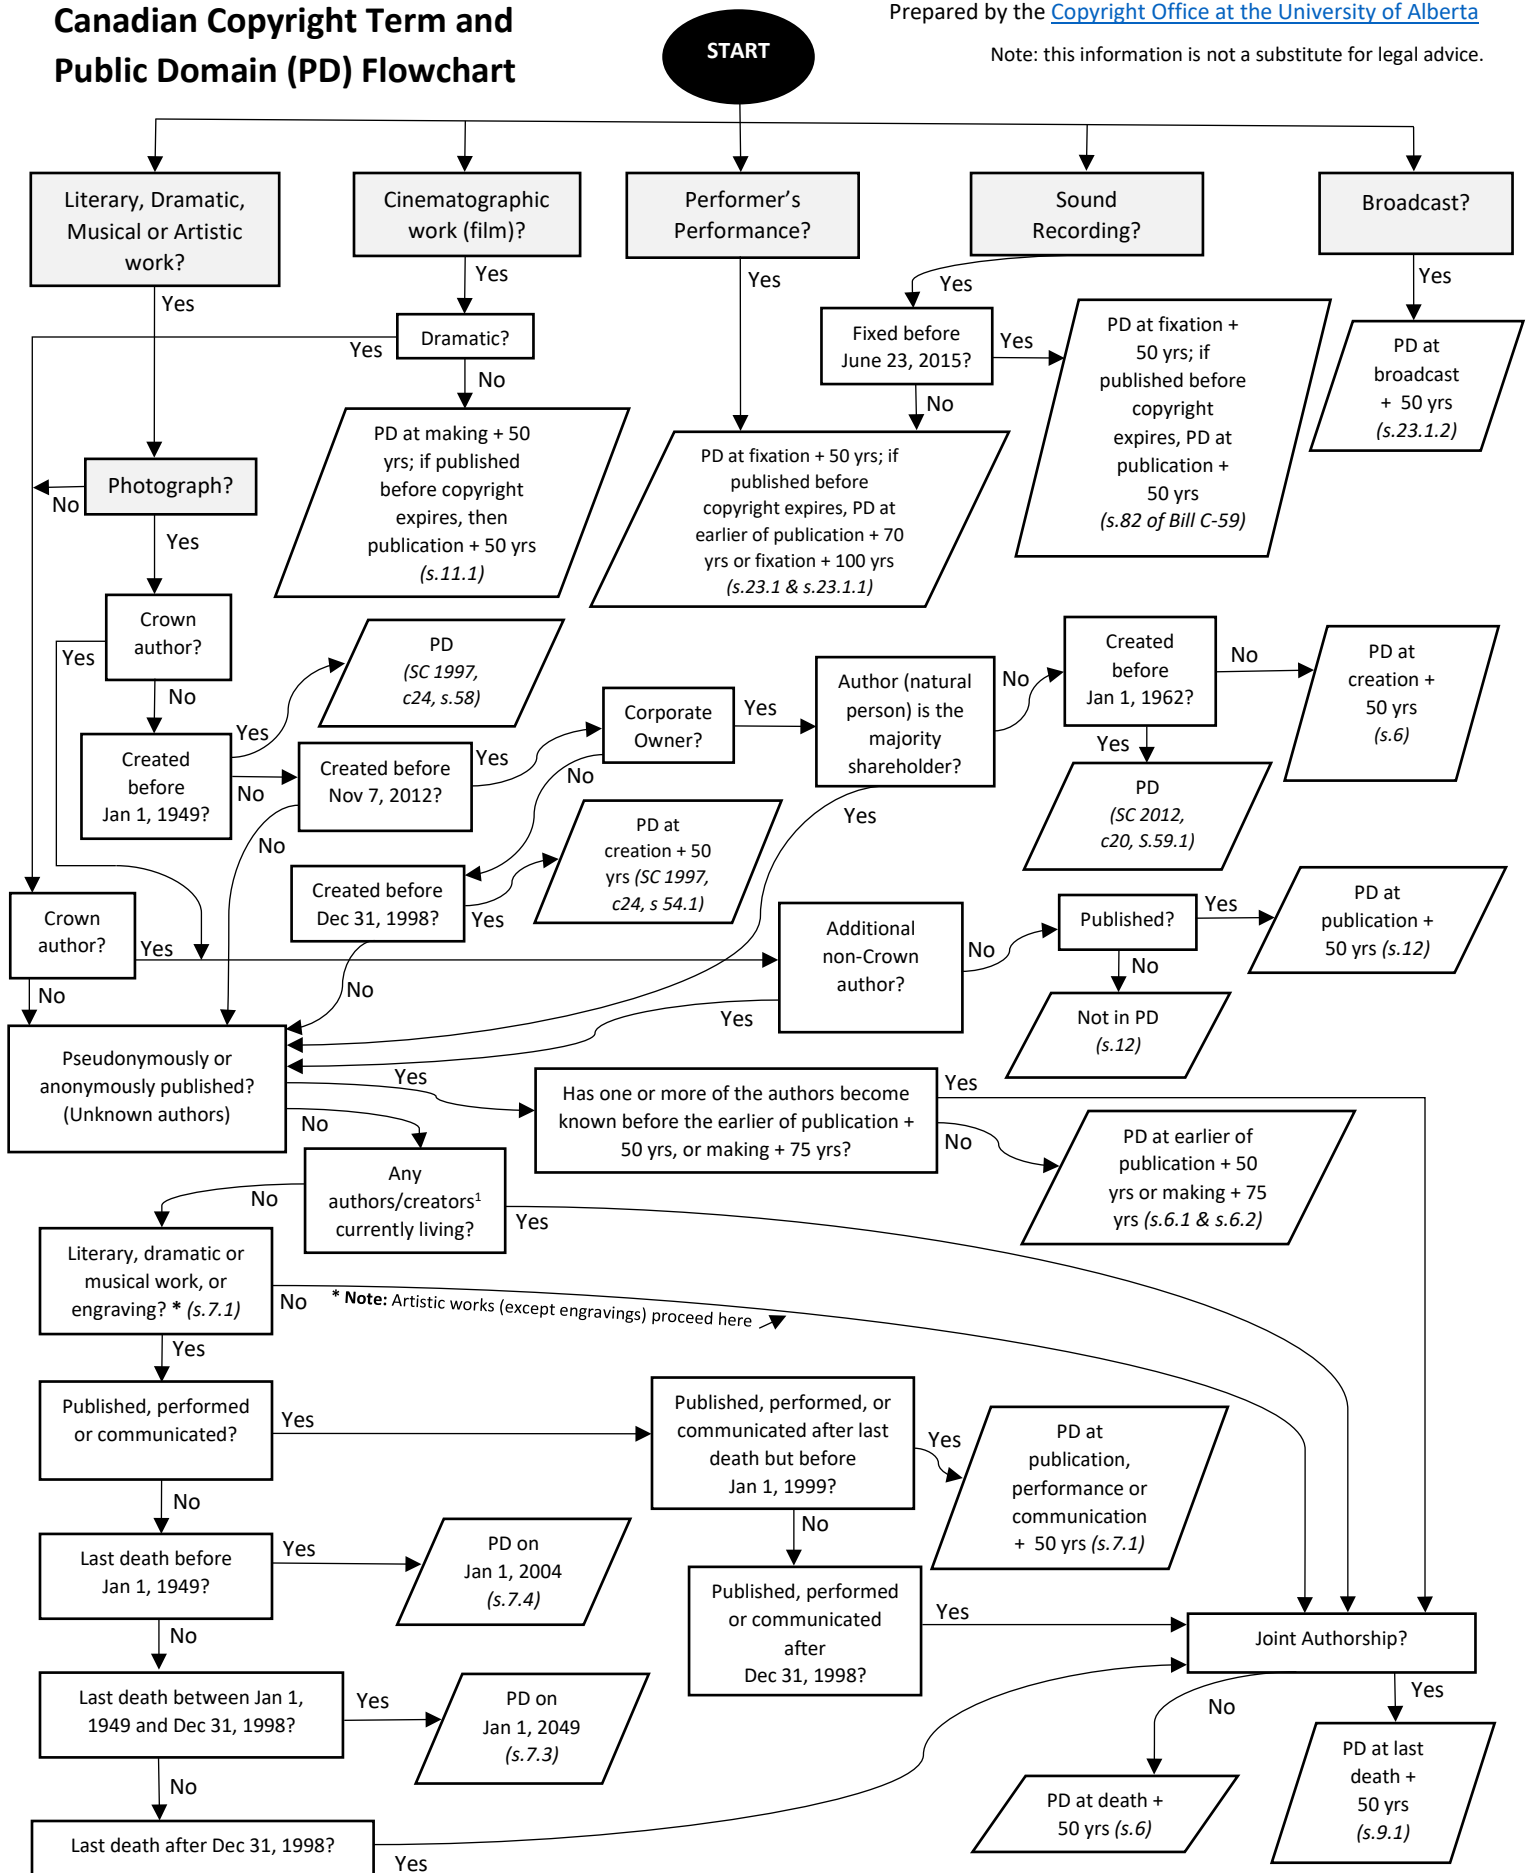 Canadian Copyright Term and
Public Domain (PD) Flowchart
START
Prepared by the Copyright Office at the University of Alberta
Note: this information is not a substitute for legal advice.
Literary, Dramatic,
Musical or Artistic
work?
Cinematographic
work (film)?
Performer’s
Performance?
Sound
Recording?
Broadcast?
Yes
Yes
Yes
Yes
Yes
Dramatic?
Yes
No
Fixed before
June 23, 2015?
Yes
No
PD at fixation +
50 yrs; if
published before
copyright
expires, PD at
publication +
50 yrs
(s.82 of Bill C-59)
PD at
broadcast
+ 50 yrs
(s.23.1.2)
PD at making + 50
yrs; if published
before copyright
expires, then
publication + 50 yrs
(s.11.1)
PD at fixation + 50 yrs; if
published before
copyright expires, PD at
earlier of publication + 70
yrs or fixation + 100 yrs
(s.23.1 & s.23.1.1)
Photograph?
No
Yes
Crown
author?
Yes
No
PD
(SC 1997,
c24, s.58)
Created
before
Jan 1, 1949?
Yes
No
Created before
Nov 7, 2012?
Yes
No
Corporate
Owner?
Yes
No
Author (natural
person) is the
majority
shareholder?
No
Yes
Created
before
Jan 1, 1962?
No
Yes
PD at
creation +
50 yrs
(s.6)
PD
(SC 2012,
c20, S.59.1)
Created before
Dec 31, 1998?
Yes
No
PD at
creation + 50
yrs (SC 1997,
c24, s 54.1)
Crown
author?
Yes
No
Additional
non-Crown
author?
No
Yes
Published?
Yes
No
PD at
publication +
50 yrs (s.12)
Not in PD
(s.12)
Pseudonymously or
anonymously published?
(Unknown authors)
Yes
No
Has one or more of the authors become
known before the earlier of publication +
50 yrs, or making + 75 yrs?
Yes
No
PD at earlier of
publication + 50
yrs or making + 75
yrs (s.6.1 & s.6.2)
Any
authors/creators1
currently living?
No
Yes
Literary, dramatic or
musical work, or
engraving? * (s.7.1)
No
Yes
* Note: Artistic works (except engravings) proceed here
Published, performed
or communicated?
Yes
No
Published, performed, or
communicated after last
death but before
Jan 1, 1999?
Yes
No
PD at
publication,
performance or
communication
+ 50 yrs (s.7.1)
Last death before
Jan 1, 1949?
Yes
No
PD on
Jan 1, 2004
(s.7.4)
Published, performed
or communicated
after
Dec 31, 1998?
Yes
Joint Authorship?
No
Yes
Last death between Jan 1,
1949 and Dec 31, 1998?
Yes
No
PD on
Jan 1, 2049
(s.7.3)
PD at death +
50 yrs (s.6)
PD at last
death +
50 yrs
(s.9.1)
Last death after Dec 31, 1998?
Yes